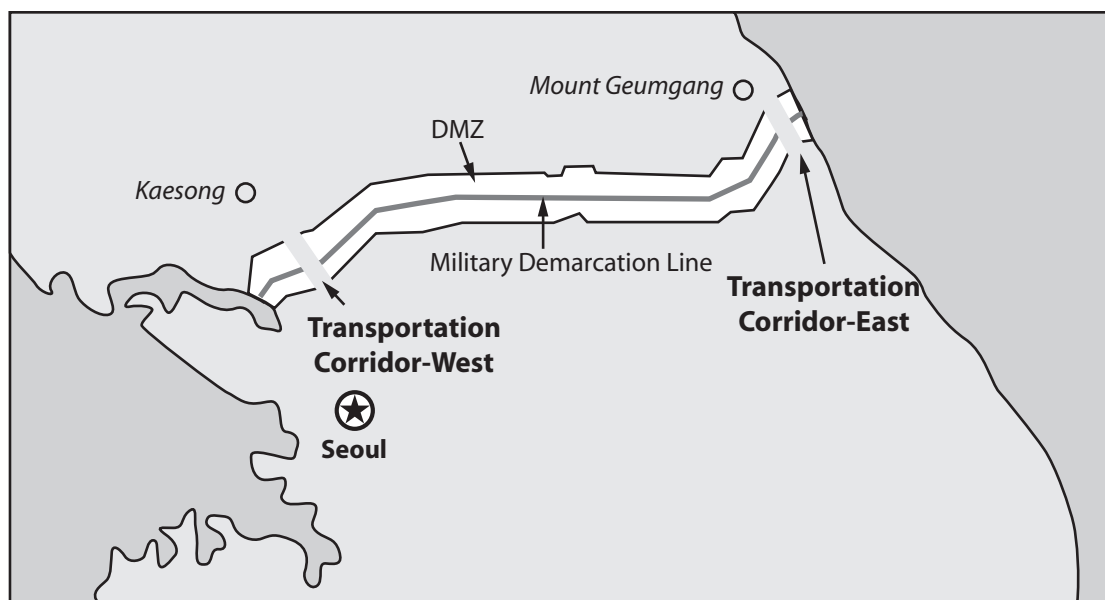 Mount Geumgang
DMZ
Kaesong
Military Demarcation Line
Transportation
Corridor-East
Transportation
Corridor-West
Seoul